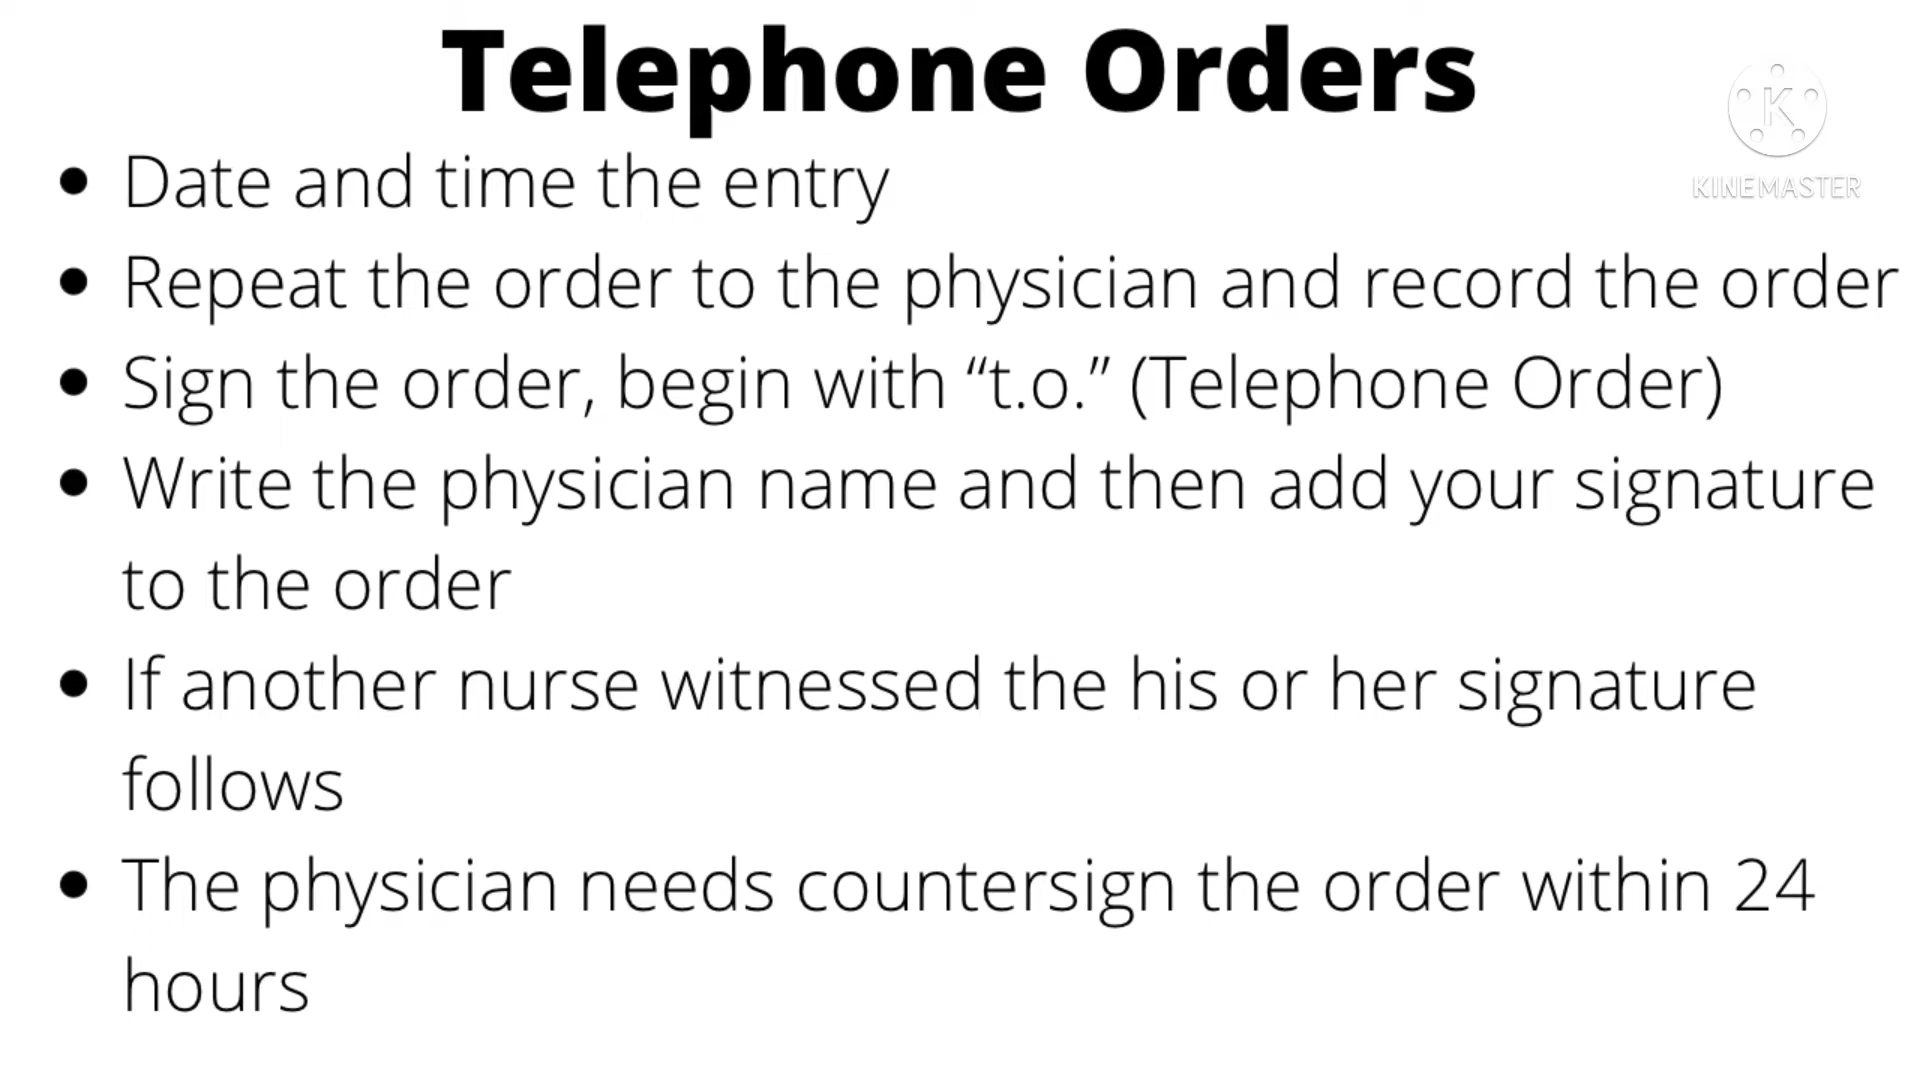 Telephone Orders
K
KINEMASTER
• Date and time the entry
• Repeat the order to the physician and record the order
• Sign the order, begin with “t.o.” (Telephone Order)
• Write the physician name and then add your signature
to the order
• If another nurse witnessed the his or her signature
follows
• The physician needs countersign the order within 24
hours